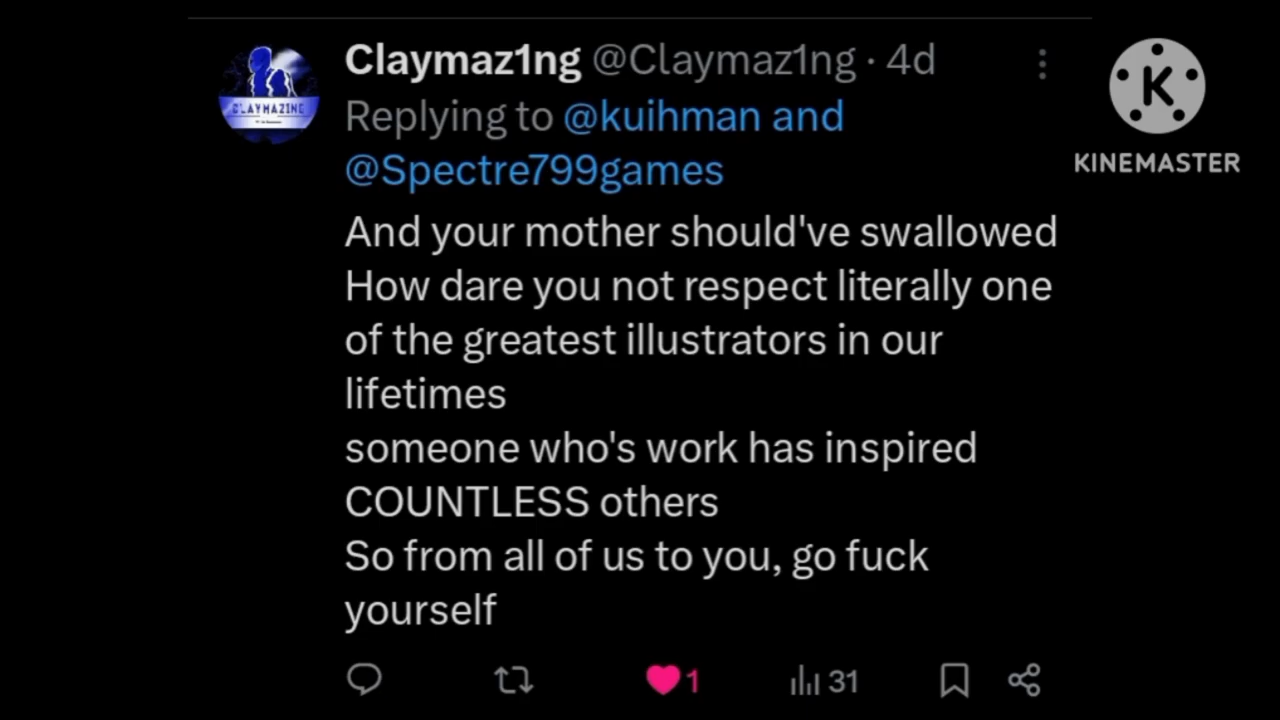 Claymaz1ng @Claymaz1ng · 4d
Replying to @kuihman and
@Spectre799games
And your mother should've swallowed
How dare you not respect literally one
of the greatest illustrators in our
lifetimes
someone who's work has inspired
COUNTLESS others
So from all of us to you, go fuck
yourself
1 31
CLAYMAZING
K
KINEMASTER